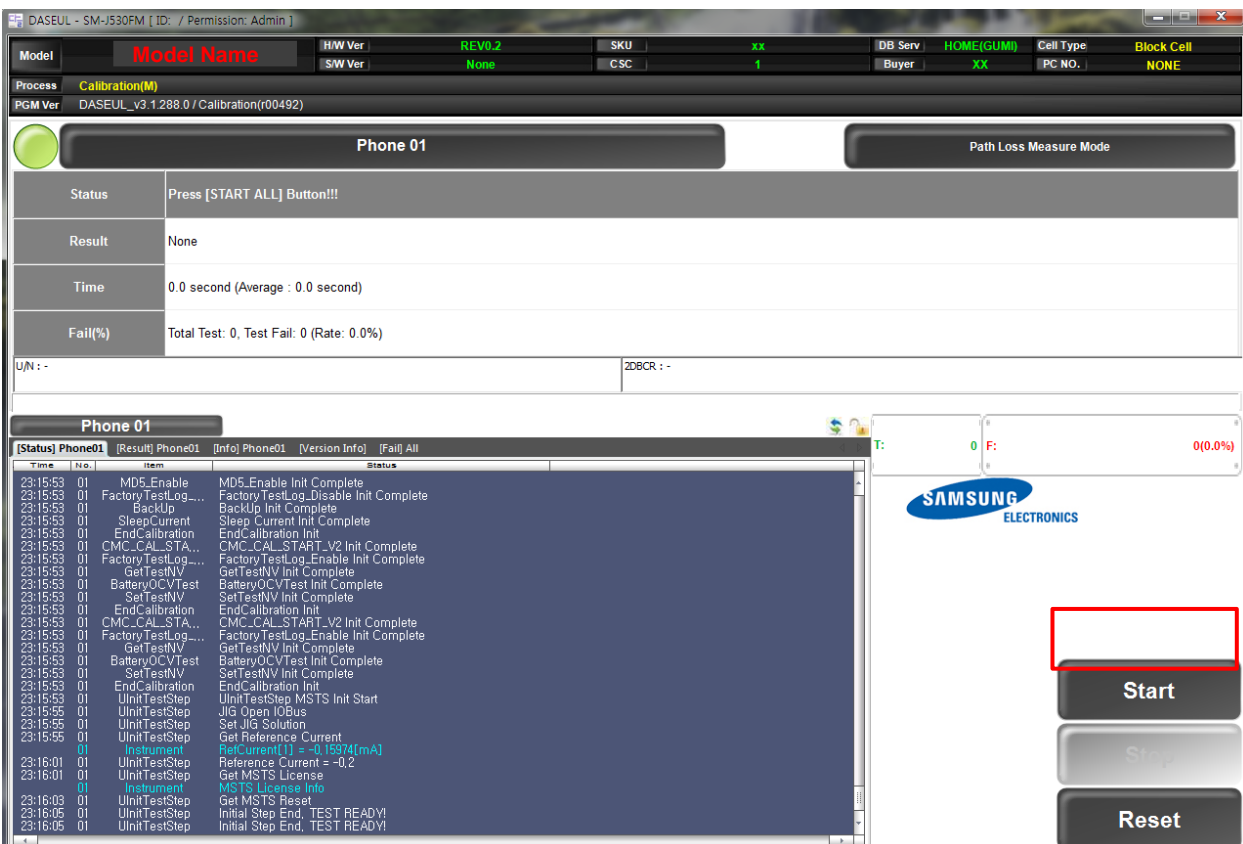 DASEUL - SM-J530FM [ ID:  / Permission: Admin ]
Model Model Name H/W Ver REV0.2 SKU xx DB Serv HOME(GUMI) Cell Type Block Cell
S/W Ver None CSC 1 Buyer XX PC NO. NONE
Process Calibration(M)
PGM Ver DASEUL_v3.1.288.0 / Calibration(r00492)
Phone 01 Path Loss Measure Mode
Status Press [START ALL] Button!!!
Result None
Time 0.0 second (Average : 0.0 second)
Fail(%) Total Test: 0, Test Fail: 0 (Rate: 0.0%)
U/N : - 2DBCR : -
Phone 01
[Status] Phone01 [Result] Phone01 [Info] Phone01 [Version Info] [Fail] All
T: 0 F: 0(0.0%)
Time No. Item Status
23:15:53 01 MD5_Enable MD5_Enable Init Complete
23:15:53 01 FactoryTestLog_... FactoryTestLog_Disable Init Complete
23:15:53 01 BackUp BackUp Init Complete
23:15:53 01 SleepCurrent Sleep Current Init Complete
23:15:53 01 EndCalibration EndCalibration Init
23:15:53 01 CMC_CAL_STA... CMC_CAL_START_V2 Init Complete
23:15:53 01 FactoryTestLog_... FactoryTestLog_Enable Init Complete
23:15:53 01 GetTestNV GetTestNV Init Complete
23:15:53 01 BatteryOCVTest BatteryOCVTest Init Complete
23:15:53 01 SetTestNV SetTestNV Init Complete
23:15:53 01 EndCalibration EndCalibration Init
23:15:53 01 CMC_CAL_STA... CMC_CAL_START_V2 Init Complete
23:15:53 01 FactoryTestLog_... FactoryTestLog_Enable Init Complete
23:15:53 01 GetTestNV GetTestNV Init Complete
23:15:53 01 BatteryOCVTest BatteryOCVTest Init Complete
23:15:53 01 SetTestNV SetTestNV Init Complete
23:15:53 01 EndCalibration EndCalibration Init
23:15:53 01 UInitTestStep UInitTestStep MSTS Init Start
23:15:55 01 UInitTestStep JIG Open IOBus
23:15:55 01 UInitTestStep Set JIG Solution
23:15:55 01 UInitTestStep Get Reference Current
01 Instrument RefCurrent[1] = -0,15974[mA]
23:16:01 01 UInitTestStep Reference Current = -0,2
23:16:01 01 UInitTestStep Get MSTS License
01 Instrument MSTS License Info
23:16:03 01 UInitTestStep Get MSTS Reset
23:16:05 01 UInitTestStep Initial Step End, TEST READY!
23:16:05 01 UInitTestStep Initial Step End, TEST READY!
SAMSUNG
ELECTRONICS
Start
Stop
Reset